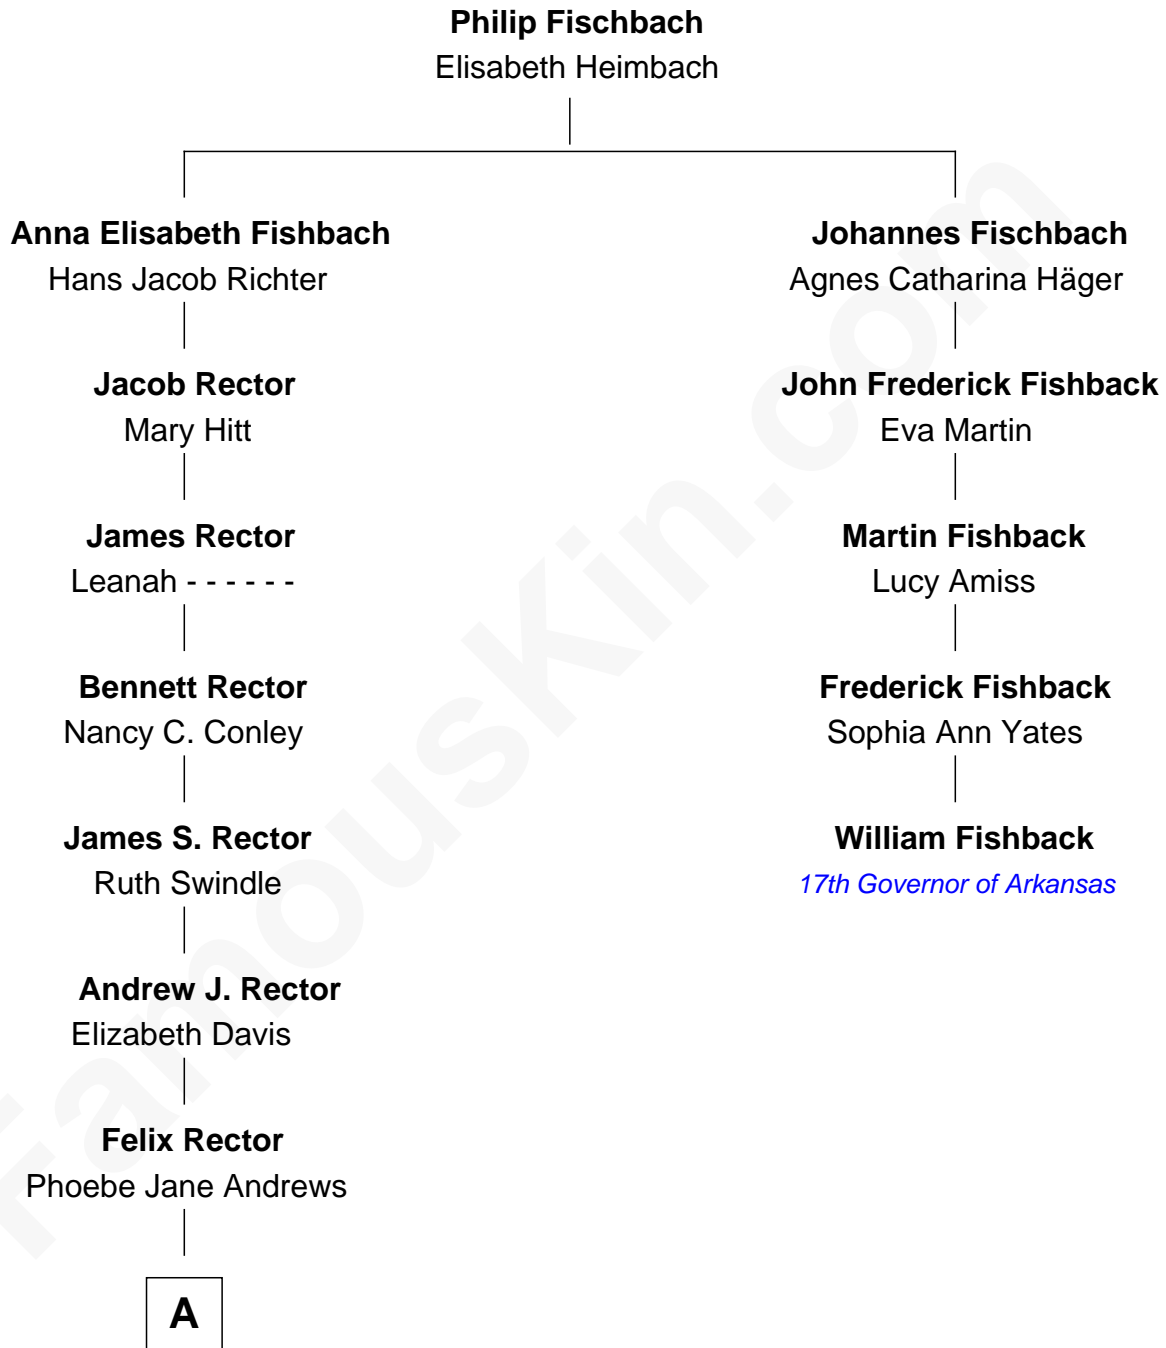 Philip Fischbach
Elisabeth Heimbach
Anna Elisabeth Fishbach
Hans Jacob Richter
Johannes Fischbach
Agnes Catharina Häger
Jacob Rector
Mary Hitt
John Frederick Fishback
Eva Martin
James Rector
Leanah - - - - - -
Martin Fishback
Lucy Amiss
Bennett Rector
Nancy C. Conley
Frederick Fishback
Sophia Ann Yates
James S. Rector
Ruth Swindle
William Fishback
17th Governor of Arkansas
Andrew J. Rector
Elizabeth Davis
Felix Rector
Phoebe Jane Andrews
A
FamousKin.com